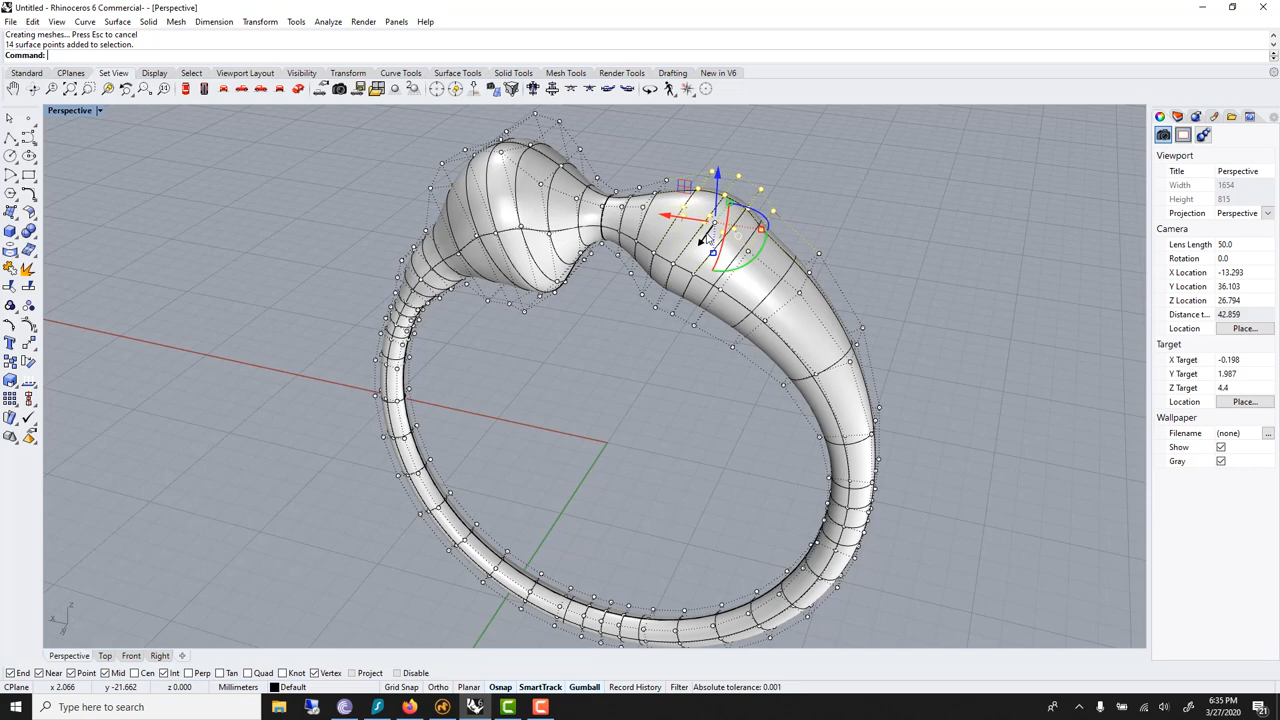 Untitled - Rhinoceros 6 Commercial- - [Perspective]
File Edit View Curve Surface Solid Mesh Dimension Transform Tools Analyze Render Panels Help
Creating meshes... Press Esc to cancel
14 surface points added to selection.
Command:
Standard CPlanes Set View Display Select Viewport Layout Visibility Transform Curve Tools Surface Tools Solid Tools Mesh Tools Render Tools Drafting New in V6
Perspective
Viewport
Title Perspective
Width 1654
Height 815
Projection Perspective
Camera
Lens Length 50.0
Rotation 0.0
X Location -13.293
Y Location 36.103
Z Location 26.794
Distance t... 42.859
Location Place...
Target
X Target -0.198
Y Target 1.987
Z Target 4.4
Location Place...
Wallpaper
Filename (none) ...
Show
Gray
z
x
Perspective Top Front Right
End Near Point Mid Cen Int Perp Tan Quad Knot Vertex Project Disable
CPlane x 2.066 y -21.662 z 0.000 Millimeters Default Grid Snap Ortho Planar Osnap SmartTrack Gumball Record History Filter Absolute tolerance: 0.001
Type here to search
6:35 PM
3/27/2020
21